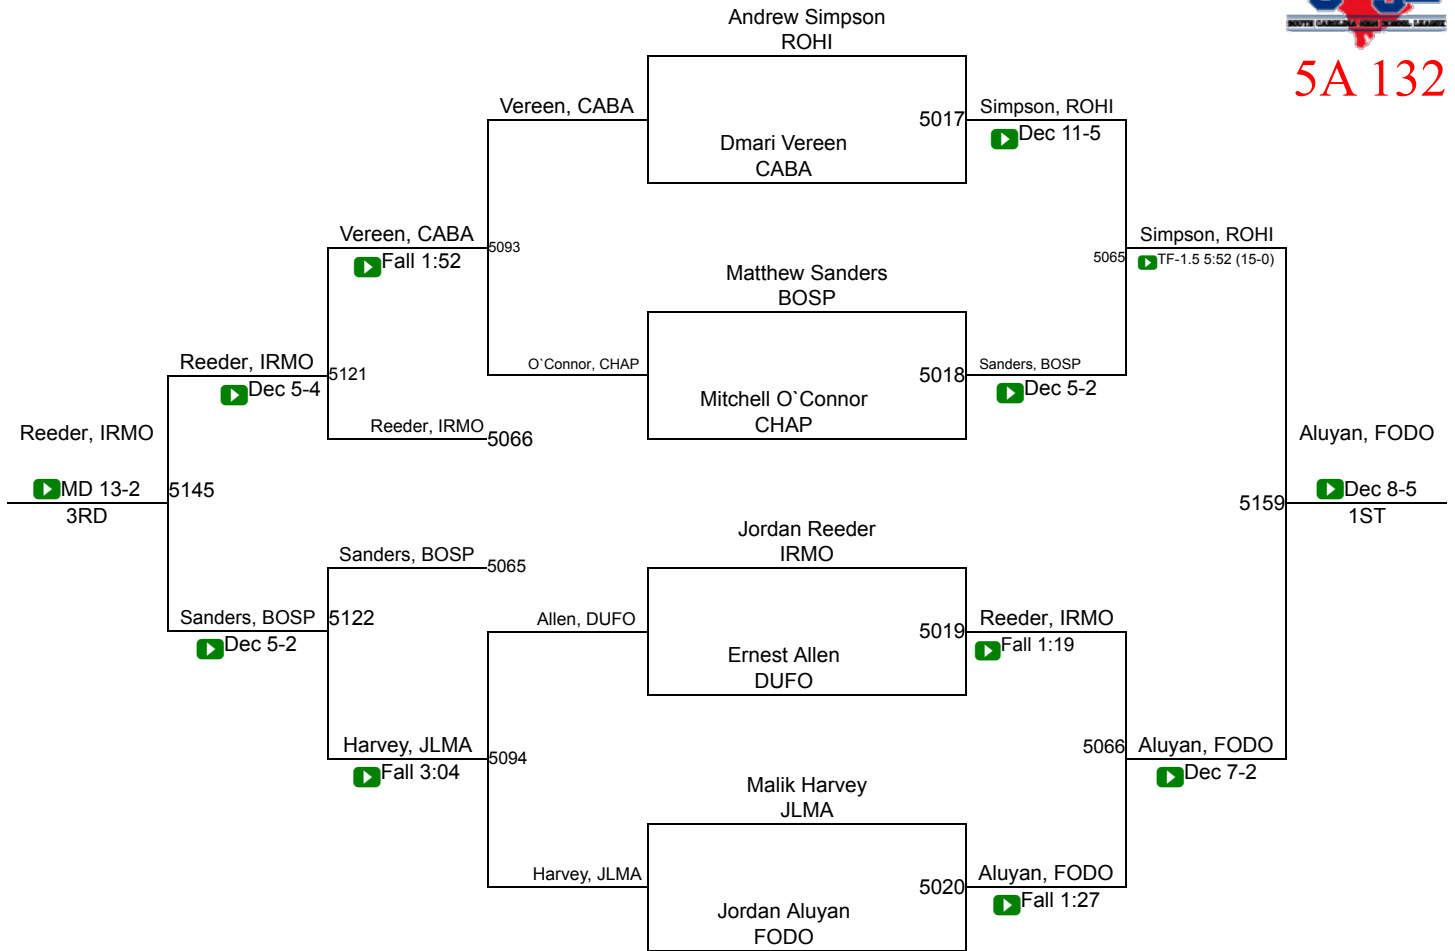 SOUTH CAROLINA HIGH SCHOOL LEAGUE
5A 132
Andrew Simpson
ROHI
Vereen, CABA
5017
Simpson, ROHI
Dec 11-5
Dmari Vereen
CABA
Vereen, CABA
5093
Fall 1:52
Simpson, ROHI
5065
TF-1.5 5:52 (15-0)
Matthew Sanders
BOSP
Reeder, IRMO
5121
Dec 5-4
O`Connor, CHAP
5018
Sanders, BOSP
Dec 5-2
Mitchell O`Connor
CHAP
Reeder, IRMO
Reeder, IRMO
5066
Aluyan, FODO
MD 13-2
5145
3RD
5159
Dec 8-5
1ST
Jordan Reeder
IRMO
Sanders, BOSP
5065
Sanders, BOSP
5122
Dec 5-2
Allen, DUFO
5019
Reeder, IRMO
Fall 1:19
Ernest Allen
DUFO
Harvey, JLMA
5094
Fall 3:04
5066
Aluyan, FODO
Dec 7-2
Malik Harvey
JLMA
Harvey, JLMA
5020
Aluyan, FODO
Fall 1:27
Jordan Aluyan
FODO